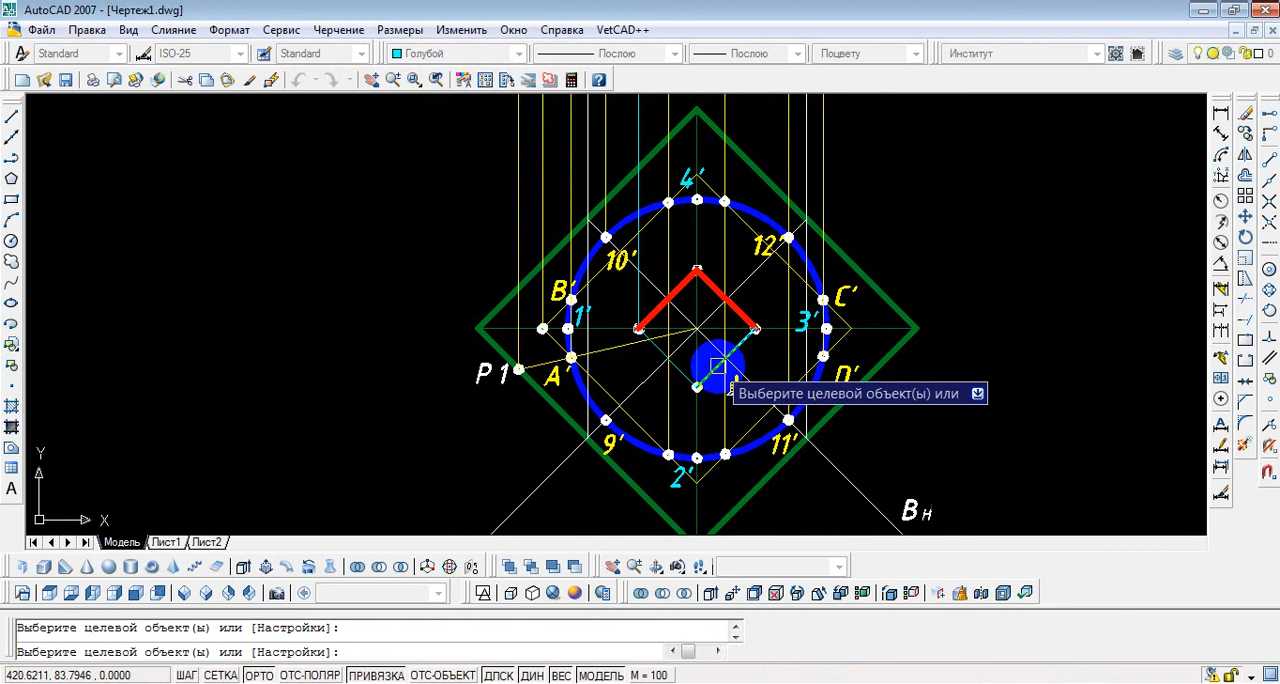 AutoCAD 2007 - [Чертеж1.dwg]
Файл Правка Вид Слияние Формат Сервис Черчение Размеры Изменить Окно Справка VetCAD++
Standard ISO-25 Standard Голубой Послою Послою Поцвету Институт 0
4'
10' 12'
B' C'
1' 3'
P 1 A' D'
Выберите целевой объект(ы) или
9' 11'
2'
Y
X
В н
Модель Лист1 Лист2
Выберите целевой объект(ы) или [Настройки]:
Выберите целевой объект(ы) или [Настройки]:
420.6211, 83.7946, 0.0000 ШАГ СЕТКА ОРТО ОТС-ПОЛЯР ПРИВЯЗКА ОТС-ОБЪЕКТ ДПСК ДИН ВЕС МОДЕЛЬ M = 100